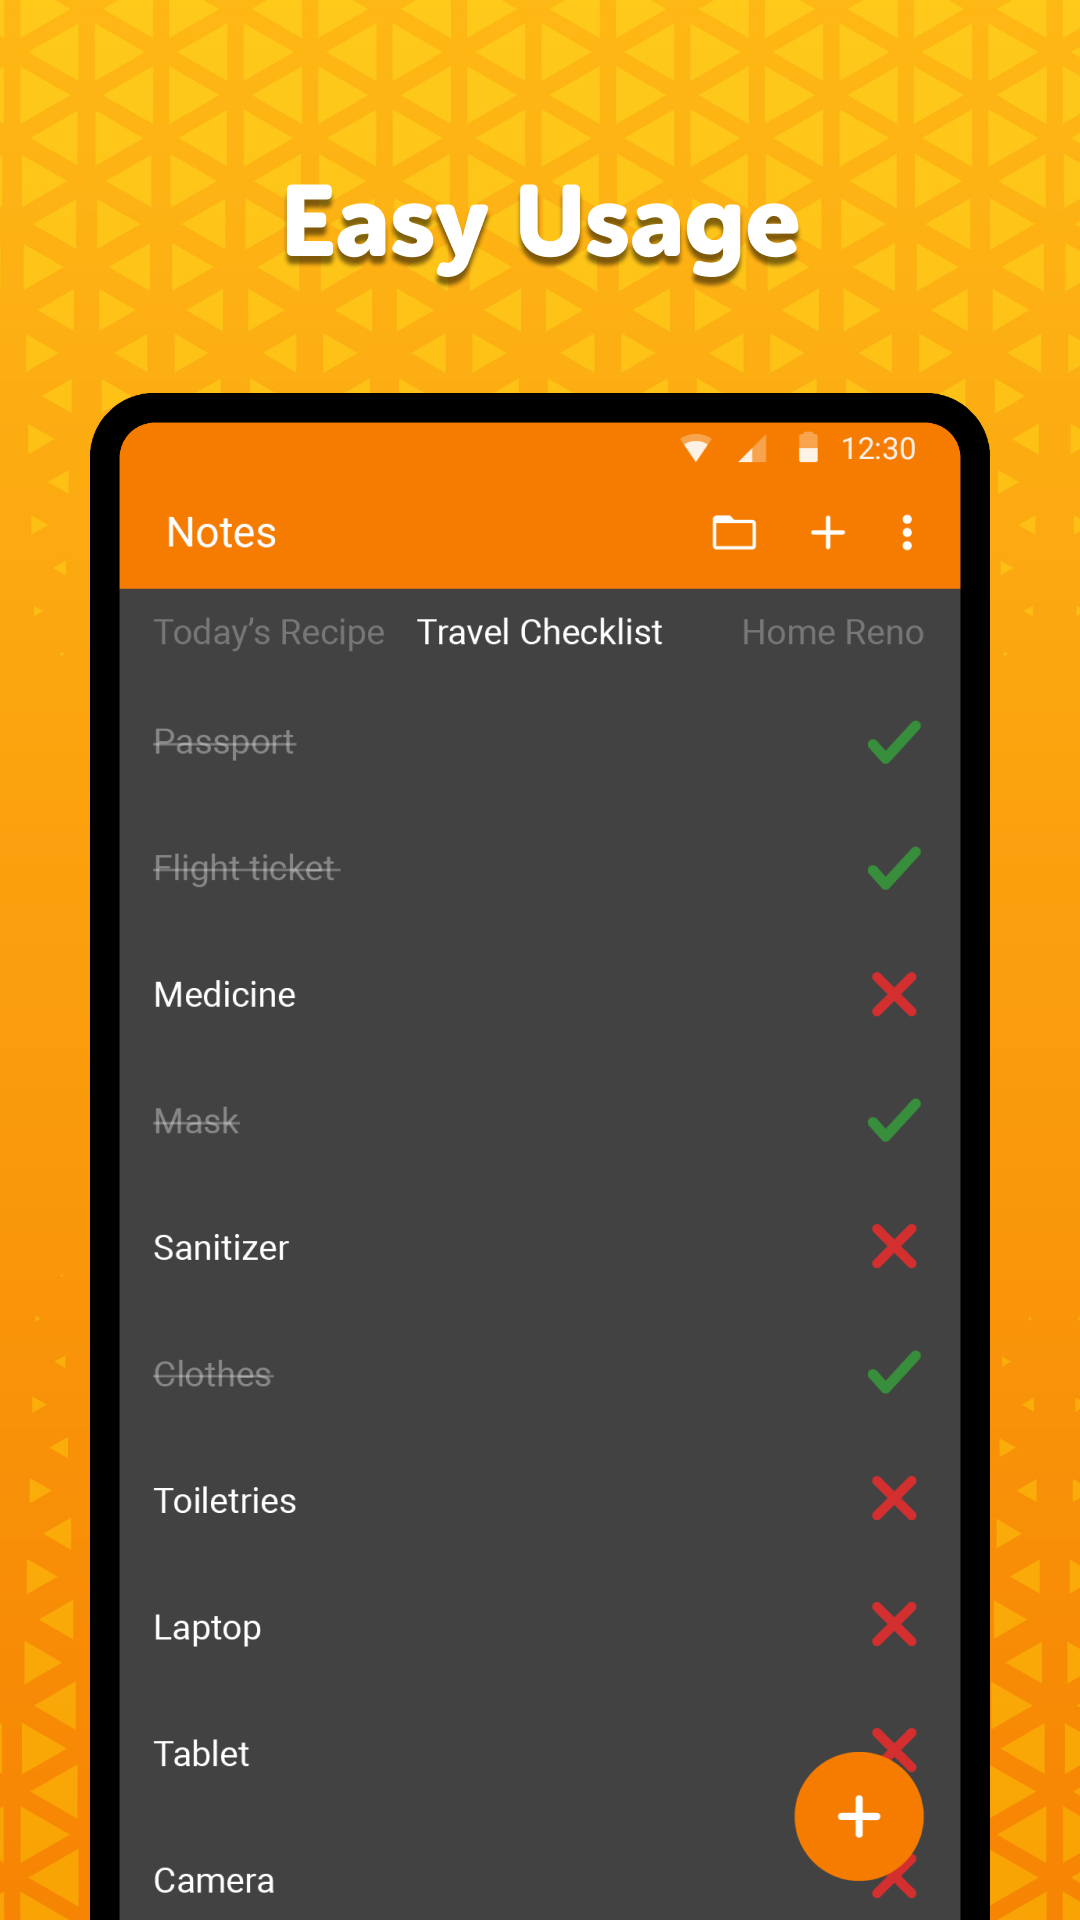 Easy Usage
12:30
Notes
Today’s Recipe Travel Checklist Home Reno
Passport
Flight ticket
Medicine
Mask
Sanitizer
Clothes
Toiletries
Laptop
Tablet
Camera